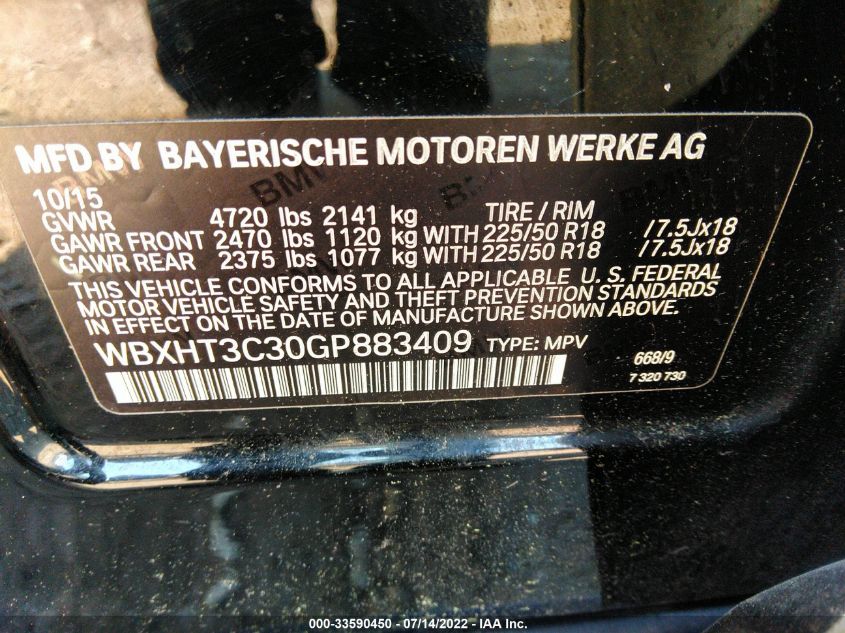 MFD BY BAYERISCHE MOTOREN WERKE AG
10/15
GVWR 4720 lbs 2141 kg TIRE / RIM
GAWR FRONT 2470 lbs 1120 kg WITH 225/50 R18 /7.5Jx18
GAWR REAR 2375 lbs 1077 kg WITH 225/50 R18 /7.5Jx18
THIS VEHICLE CONFORMS TO ALL APPLICABLE U. S. FEDERAL
MOTOR VEHICLE SAFETY AND THEFT PREVENTION STANDARDS
IN EFFECT ON THE DATE OF MANUFACTURE SHOWN ABOVE.
WBXHT3C30GP883409 TYPE: MPV 668/9
7 320 730
000-33590450 - 07/14/2022 - IAA Inc.